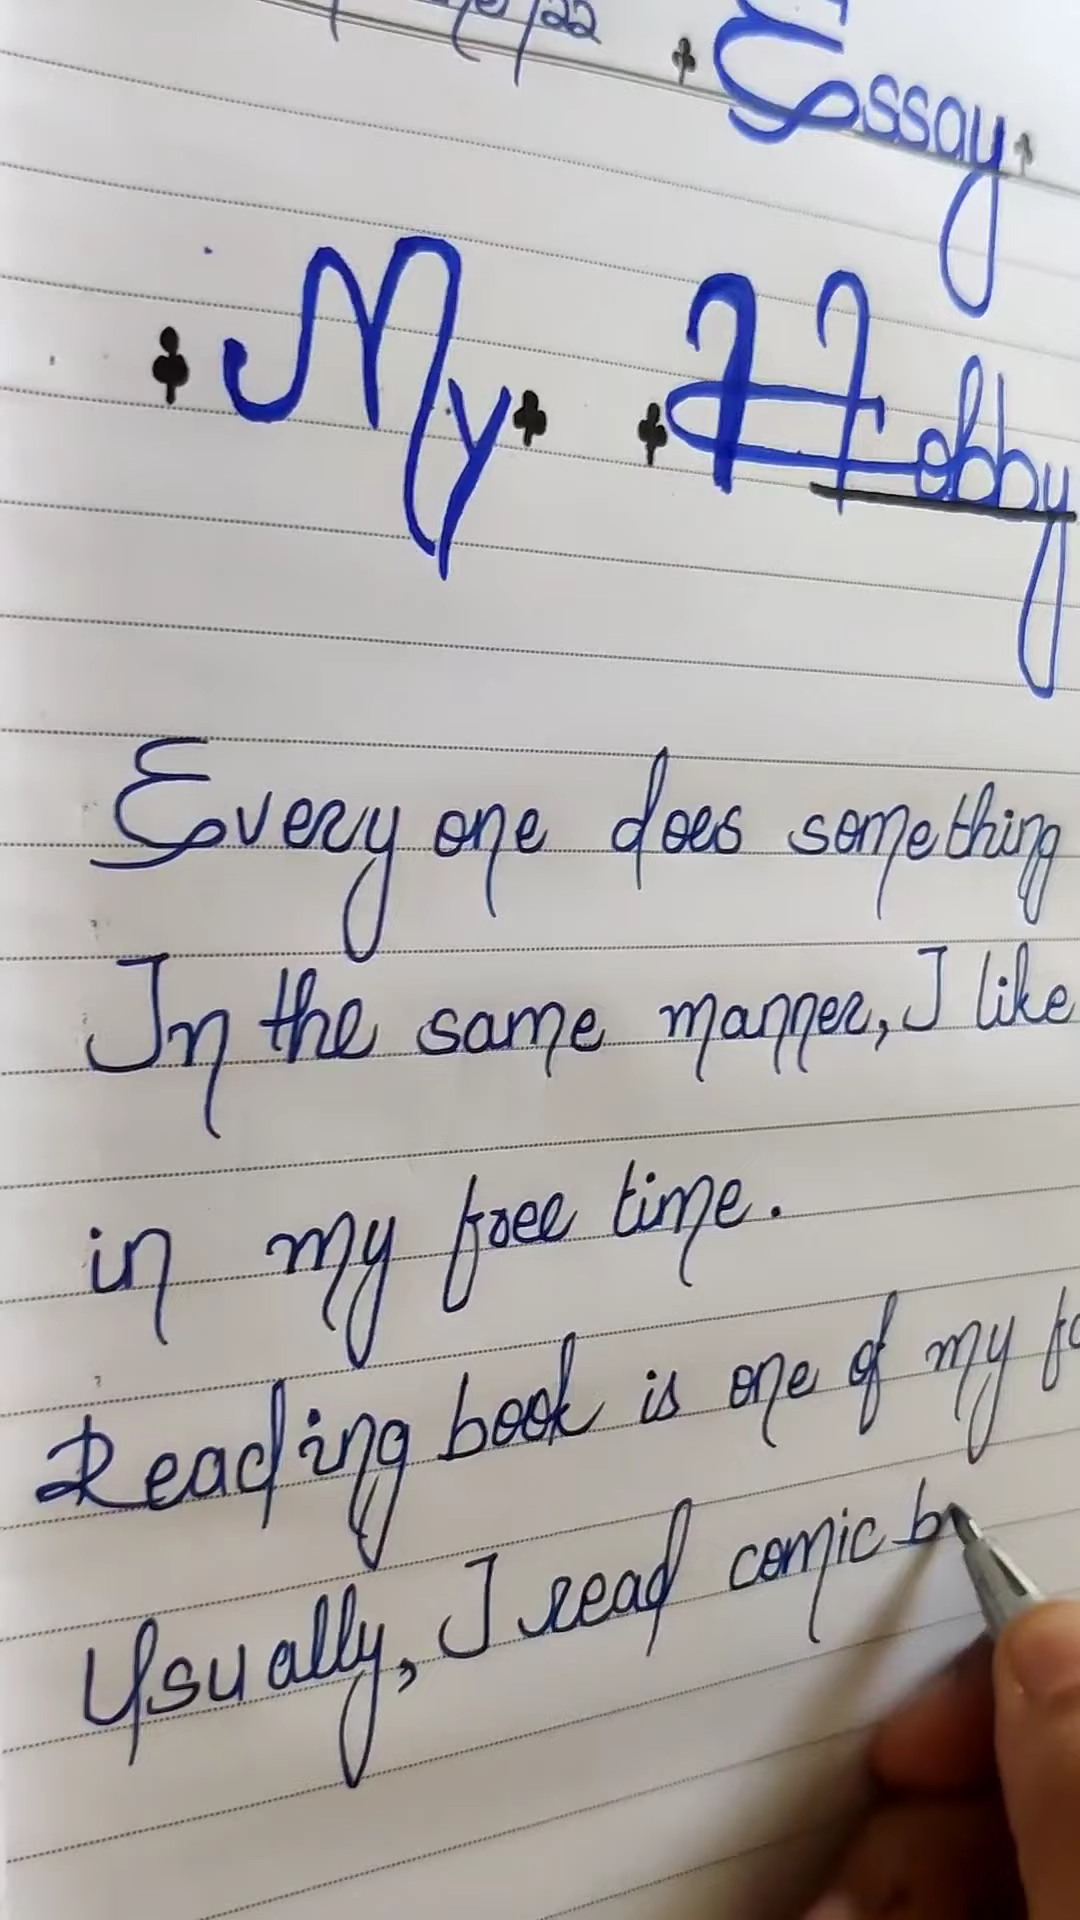 /22
Essay
My Hobby
Every one does something
In the same manner, I like
in my free time.
Reading book is one of my
Usually, I read comic b